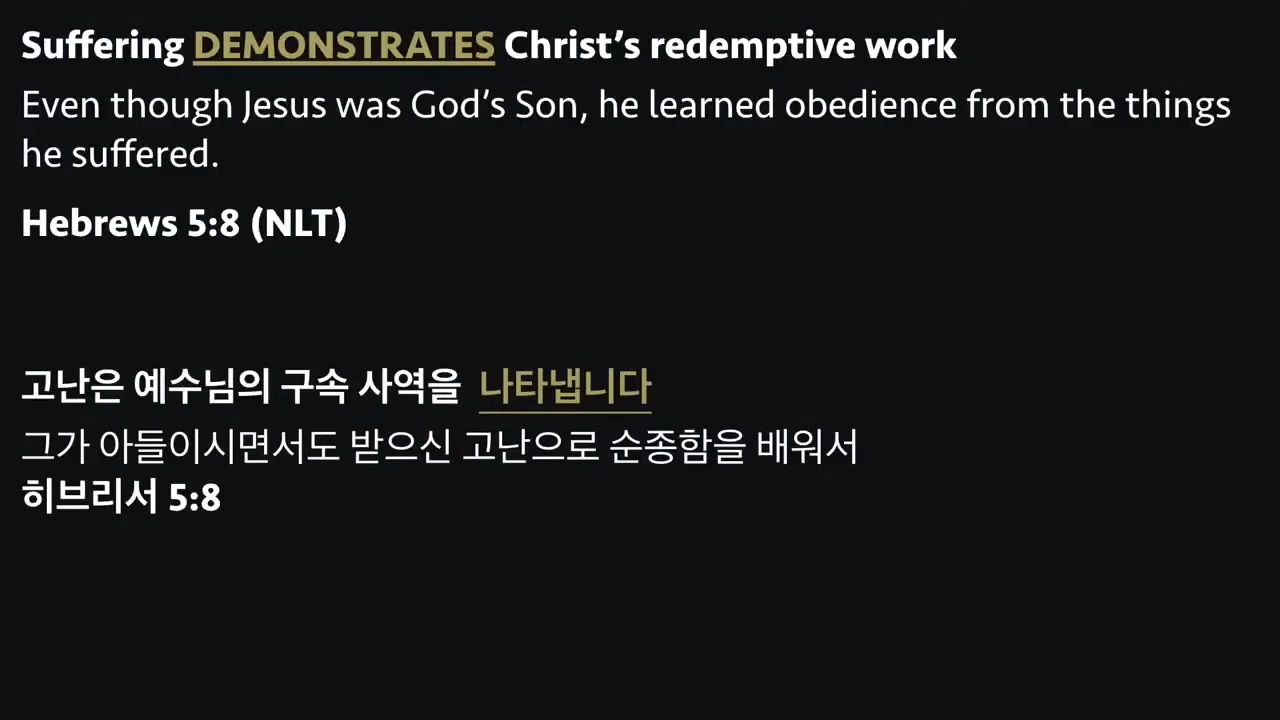 Suffering DEMONSTRATES Christ’s redemptive work
Even though Jesus was God’s Son, he learned obedience from the things
he suffered.
Hebrews 5:8 (NLT)
고난은 예수님의 구속 사역을 나타냅니다
그가 아들이시면서도 받으신 고난으로 순종함을 배워서
히브리서 5:8